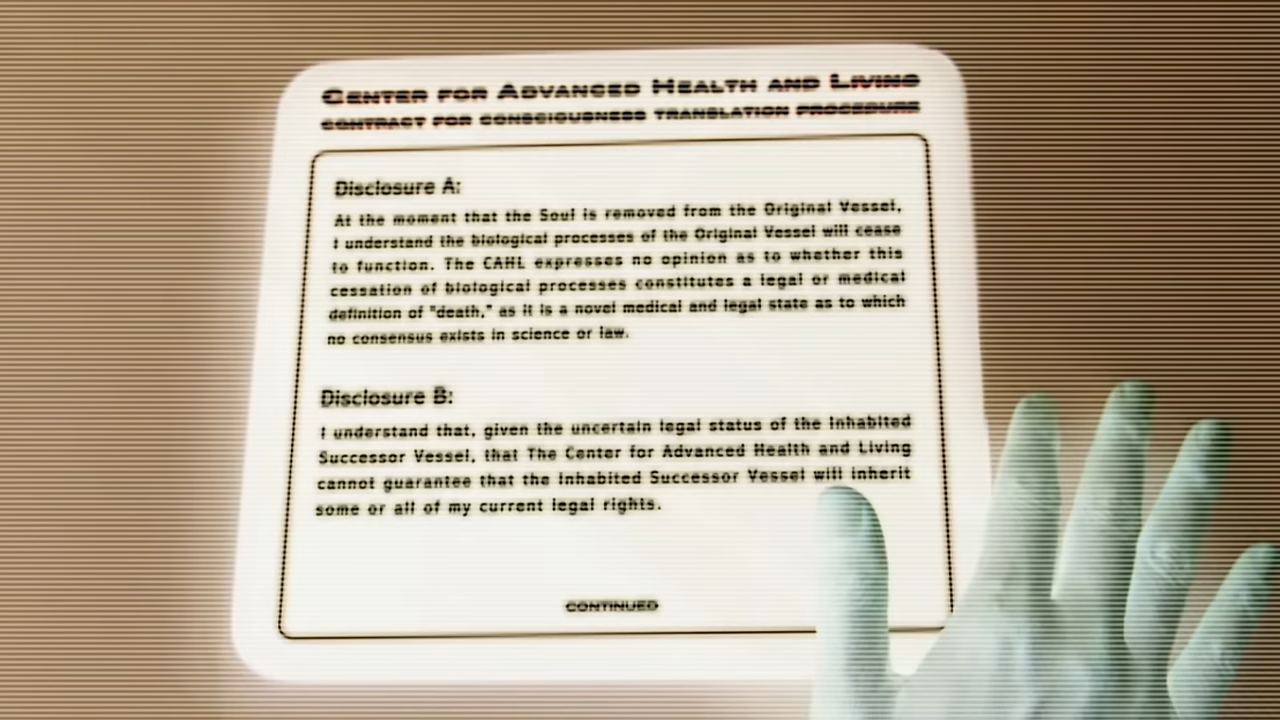 CENTER FOR ADVANCED HEALTH AND LIVING
CONTRACT FOR CONSCIOUSNESS TRANSLATION PROCEDURE
Disclosure A:
At the moment that the Soul is removed from the Original Vessel,
I understand the biological processes of the Original Vessel will cease
to function. The CAHL expresses no opinion as to whether this
cessation of biological processes constitutes a legal or medical
definition of "death," as it is a novel medical and legal state as to which
no consensus exists in science or law.
Disclosure B:
I understand that, given the uncertain legal status of the Inhabited
Successor Vessel, that The Center for Advanced Health and Living
cannot guarantee that the Inhabited Successor Vessel will inherit
some or all of my current legal rights.
CONTINUED